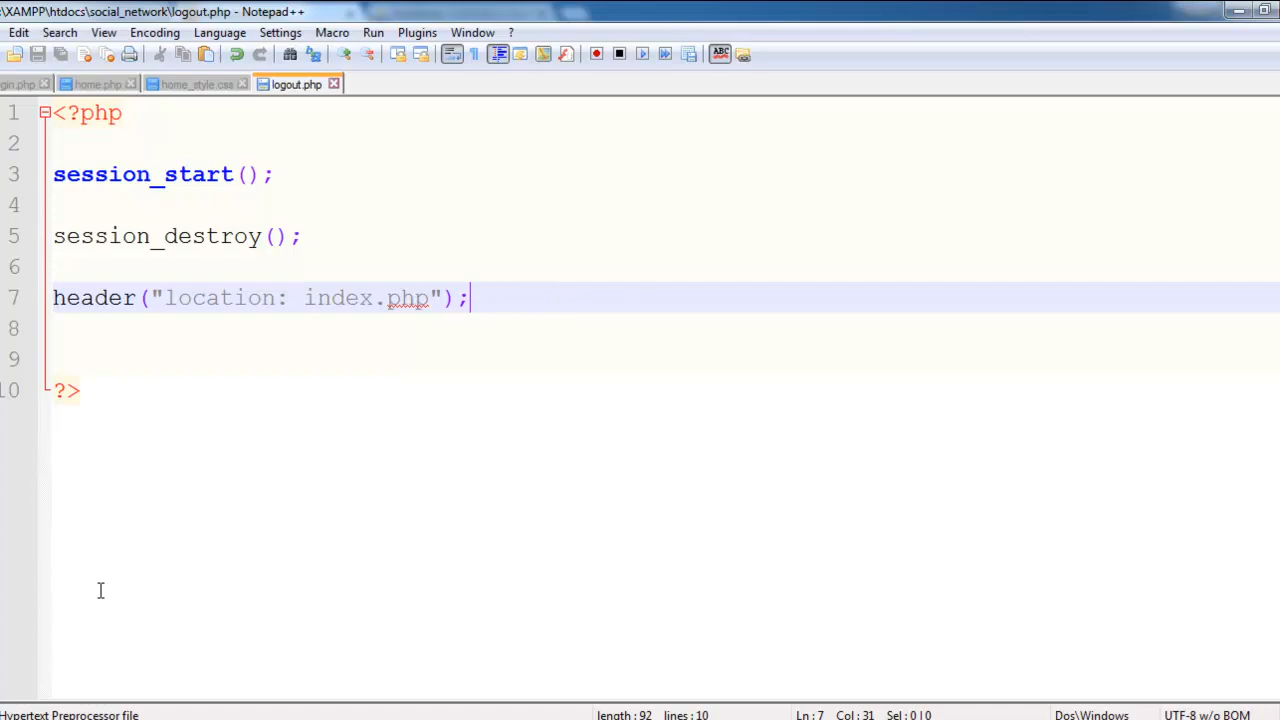 \XAMPP\htdocs\social_network\logout.php - Notepad++
Edit Search View Encoding Language Settings Macro Run Plugins Window ?
ABC
gin.php home.php home_style.css logout.php
1 <?php
2
3 session_start();
4
5 session_destroy();
6
7 header("location: index.php");
8
9
10 ?>
Hypertext Preprocessor file length : 92 lines : 10 Ln : 7 Col : 31 Sel : 0 | 0 Dos\Windows UTF-8 w/o BOM